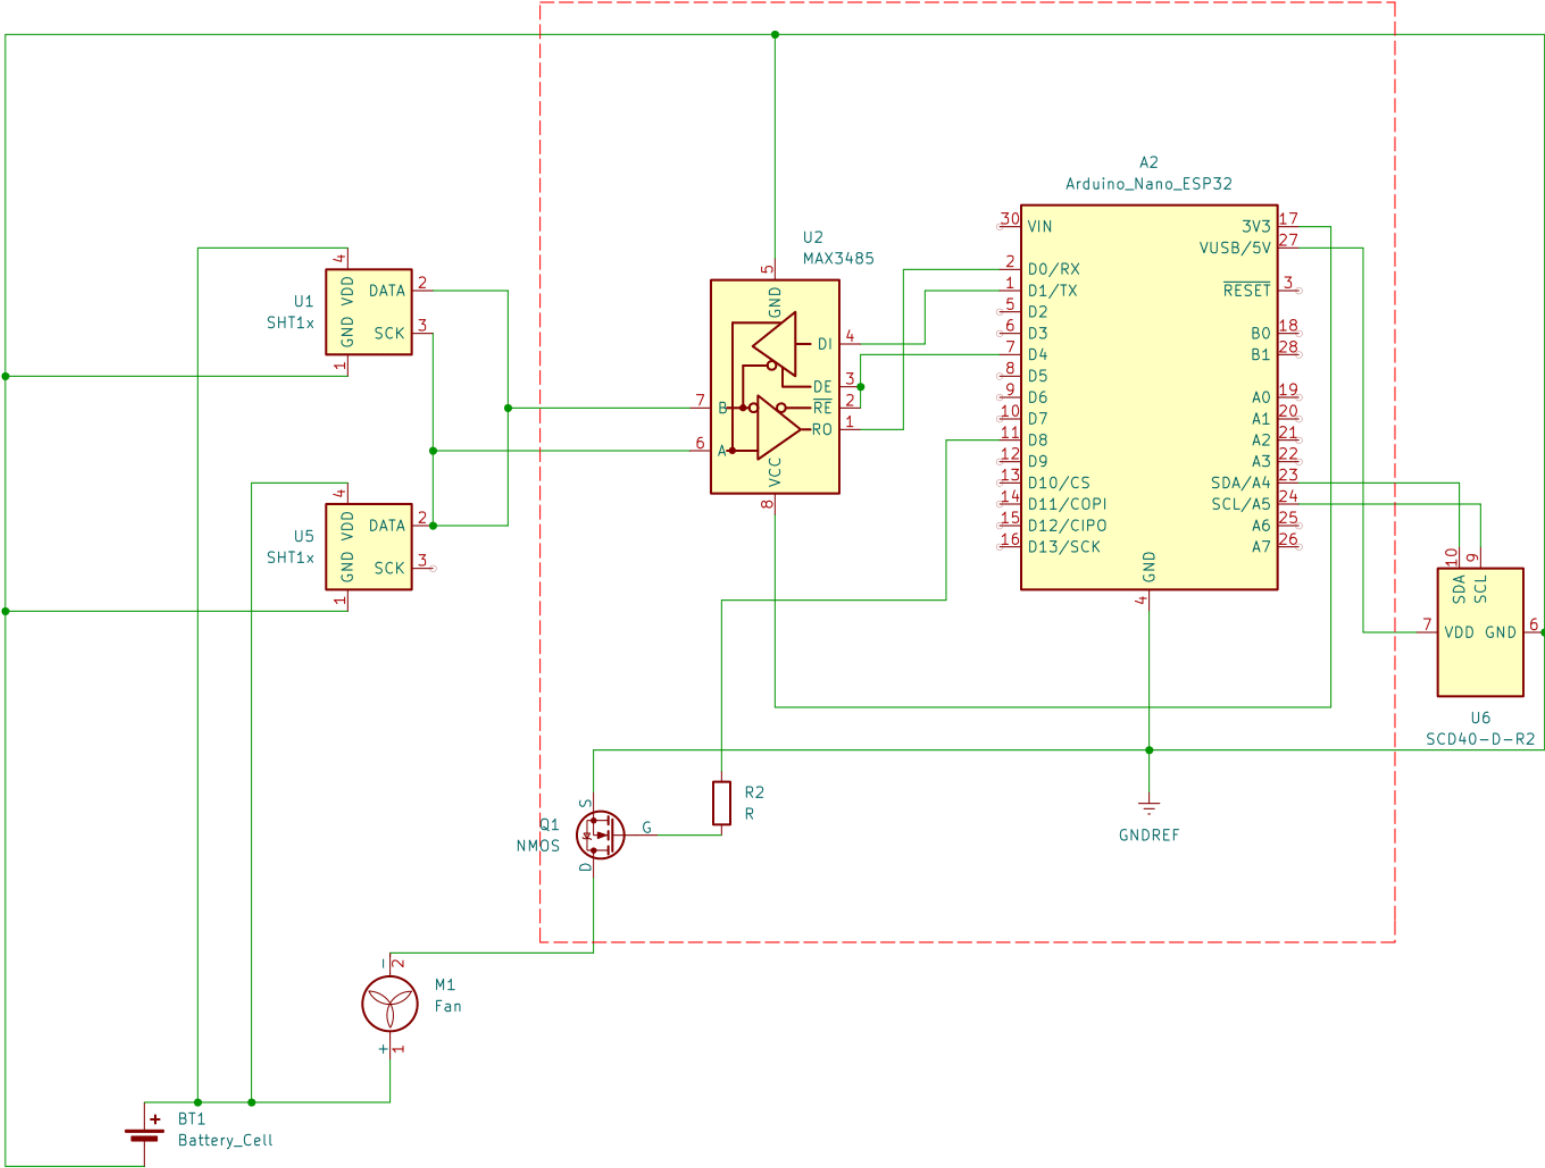 A2
Arduino_Nano_ESP32
30 VIN
2 D0/RX
1 D1/TX
5 D2
6 D3
7 D4
8 D5
9 D6
10 D7
11 D8
12 D9
13 D10/CS
14 D11/COPI
15 D12/CIPO
16 D13/SCK
3V3 17
VUSB/5V 27
RESET 3
B0 18
B1 28
A0 19
A1 20
A2 21
A3 22
SDA/A4 23
SCL/A5 24
A6 25
A7 26
GND
4
U2
MAX3485
5
GND
DI 4
DE 3
RE 2
RO 1
7 B
6 A
VCC
8
U1
SHT1x
4
VDD
GND
1
DATA 2
SCK 3
U5
SHT1x
4
VDD
GND
1
DATA 2
SCK 3
10
9
SDA
SCL
7 VDD GND 6
U6
SCD40-D-R2
R2
R
S
Q1
NMOS
G
D
GNDREF
- 2
M1
Fan
+ 1
+
BT1
Battery_Cell